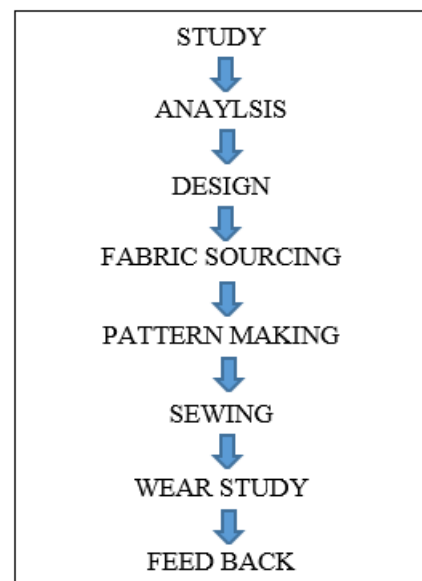 STUDY
ANAYLSIS
DESIGN
FABRIC SOURCING
PATTERN MAKING
SEWING
WEAR STUDY
FEED BACK